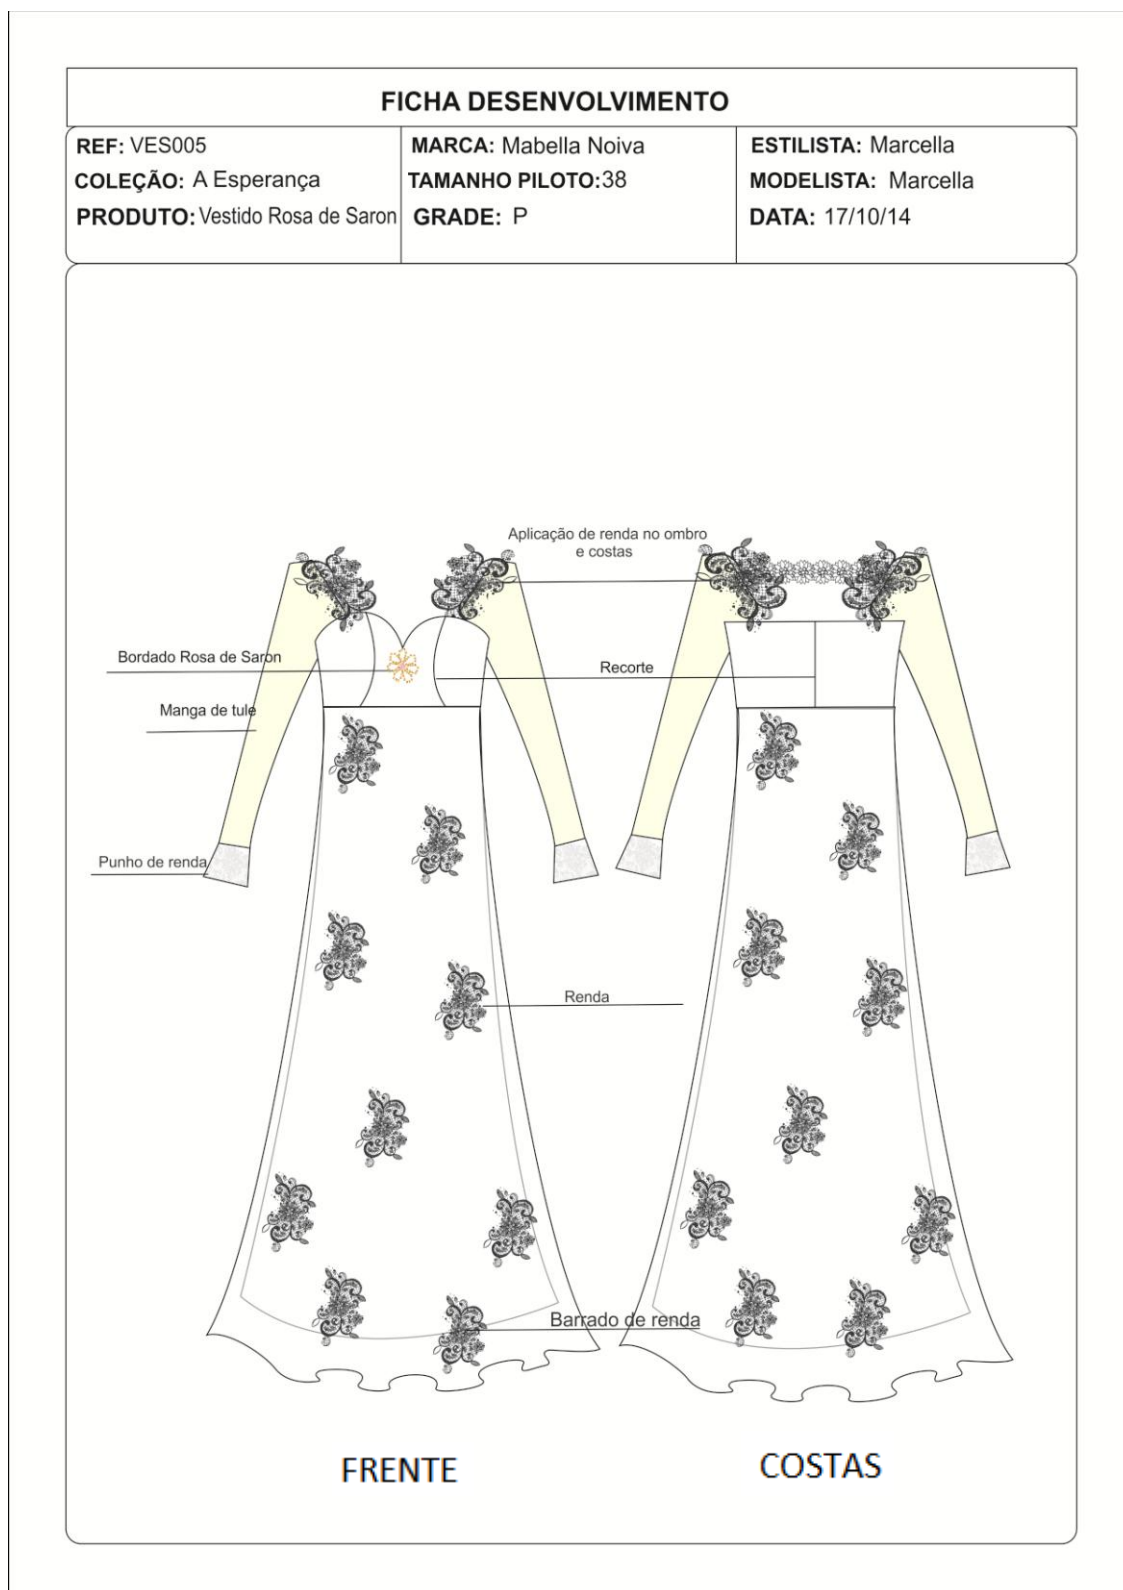 FICHA DESENVOLVIMENTO
REF: VES005
COLEÇÃO: A Esperança
PRODUTO: Vestido Rosa de Saron
MARCA: Mabella Noiva
TAMANHO PILOTO:38
GRADE: P
ESTILISTA: Marcella
MODELISTA: Marcella
DATA: 17/10/14
Aplicação de renda no ombro
e costas
Bordado Rosa de Saron
Recorte
Manga de tule
Punho de renda
Renda
Barrado de renda
FRENTE
COSTAS